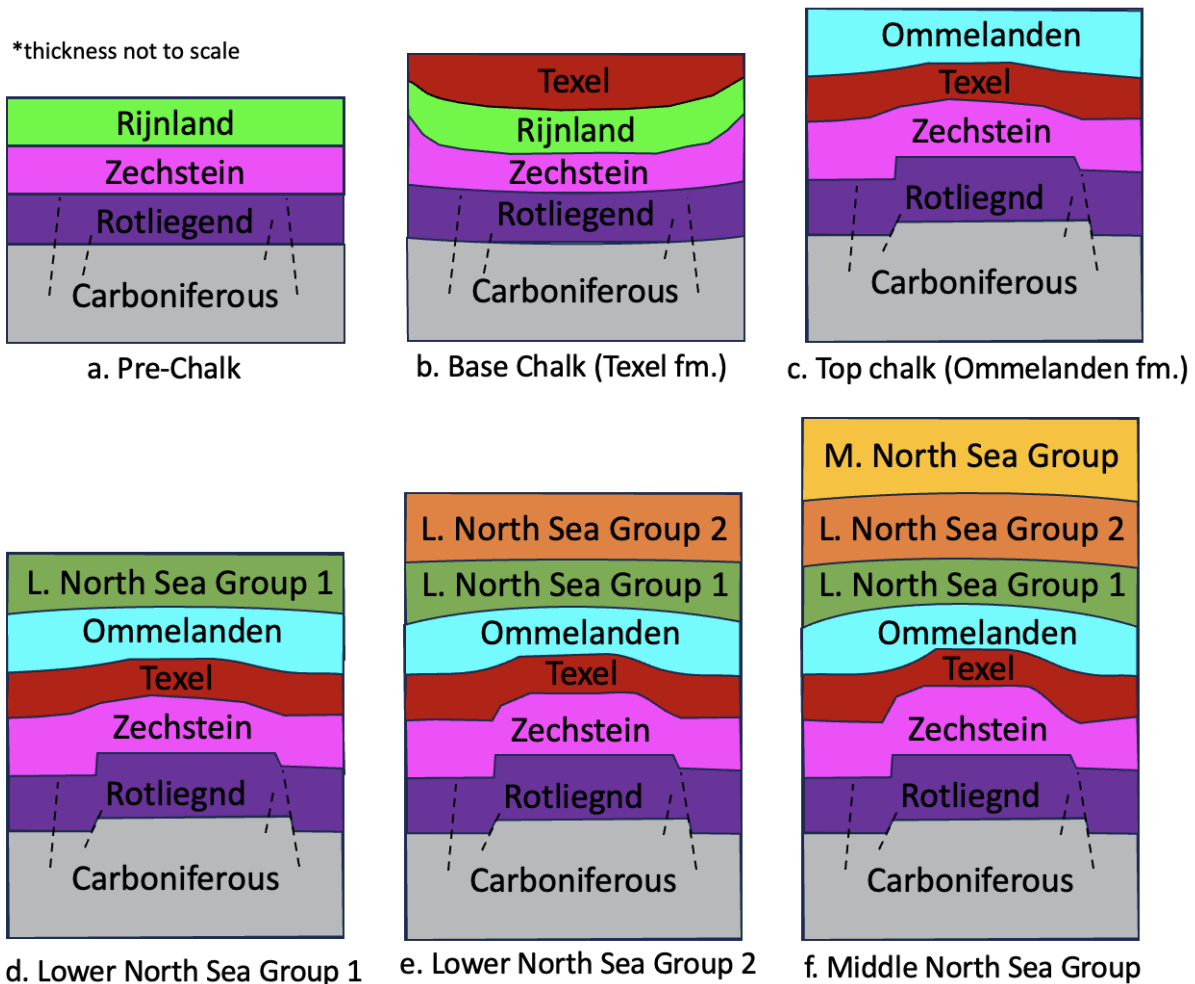 *thickness not to scale
Rijnland
Zechstein
Rotliegend
Carboniferous
a. Pre-Chalk
Texel
Rijnland
Zechstein
Rotliegend
Carboniferous
b. Base Chalk (Texel fm.)
Ommelanden
Texel
Zechstein
Rotliegnd
Carboniferous
c. Top chalk (Ommelanden fm.)
L. North Sea Group 1
Ommelanden
Texel
Zechstein
Rotliegnd
Carboniferous
d. Lower North Sea Group 1
L. North Sea Group 2
L. North Sea Group 1
Ommelanden
Texel
Zechstein
Rotliegnd
Carboniferous
e. Lower North Sea Group 2
M. North Sea Group
L. North Sea Group 2
L. North Sea Group 1
Ommelanden
Texel
Zechstein
Rotliegnd
Carboniferous
f. Middle North Sea Group